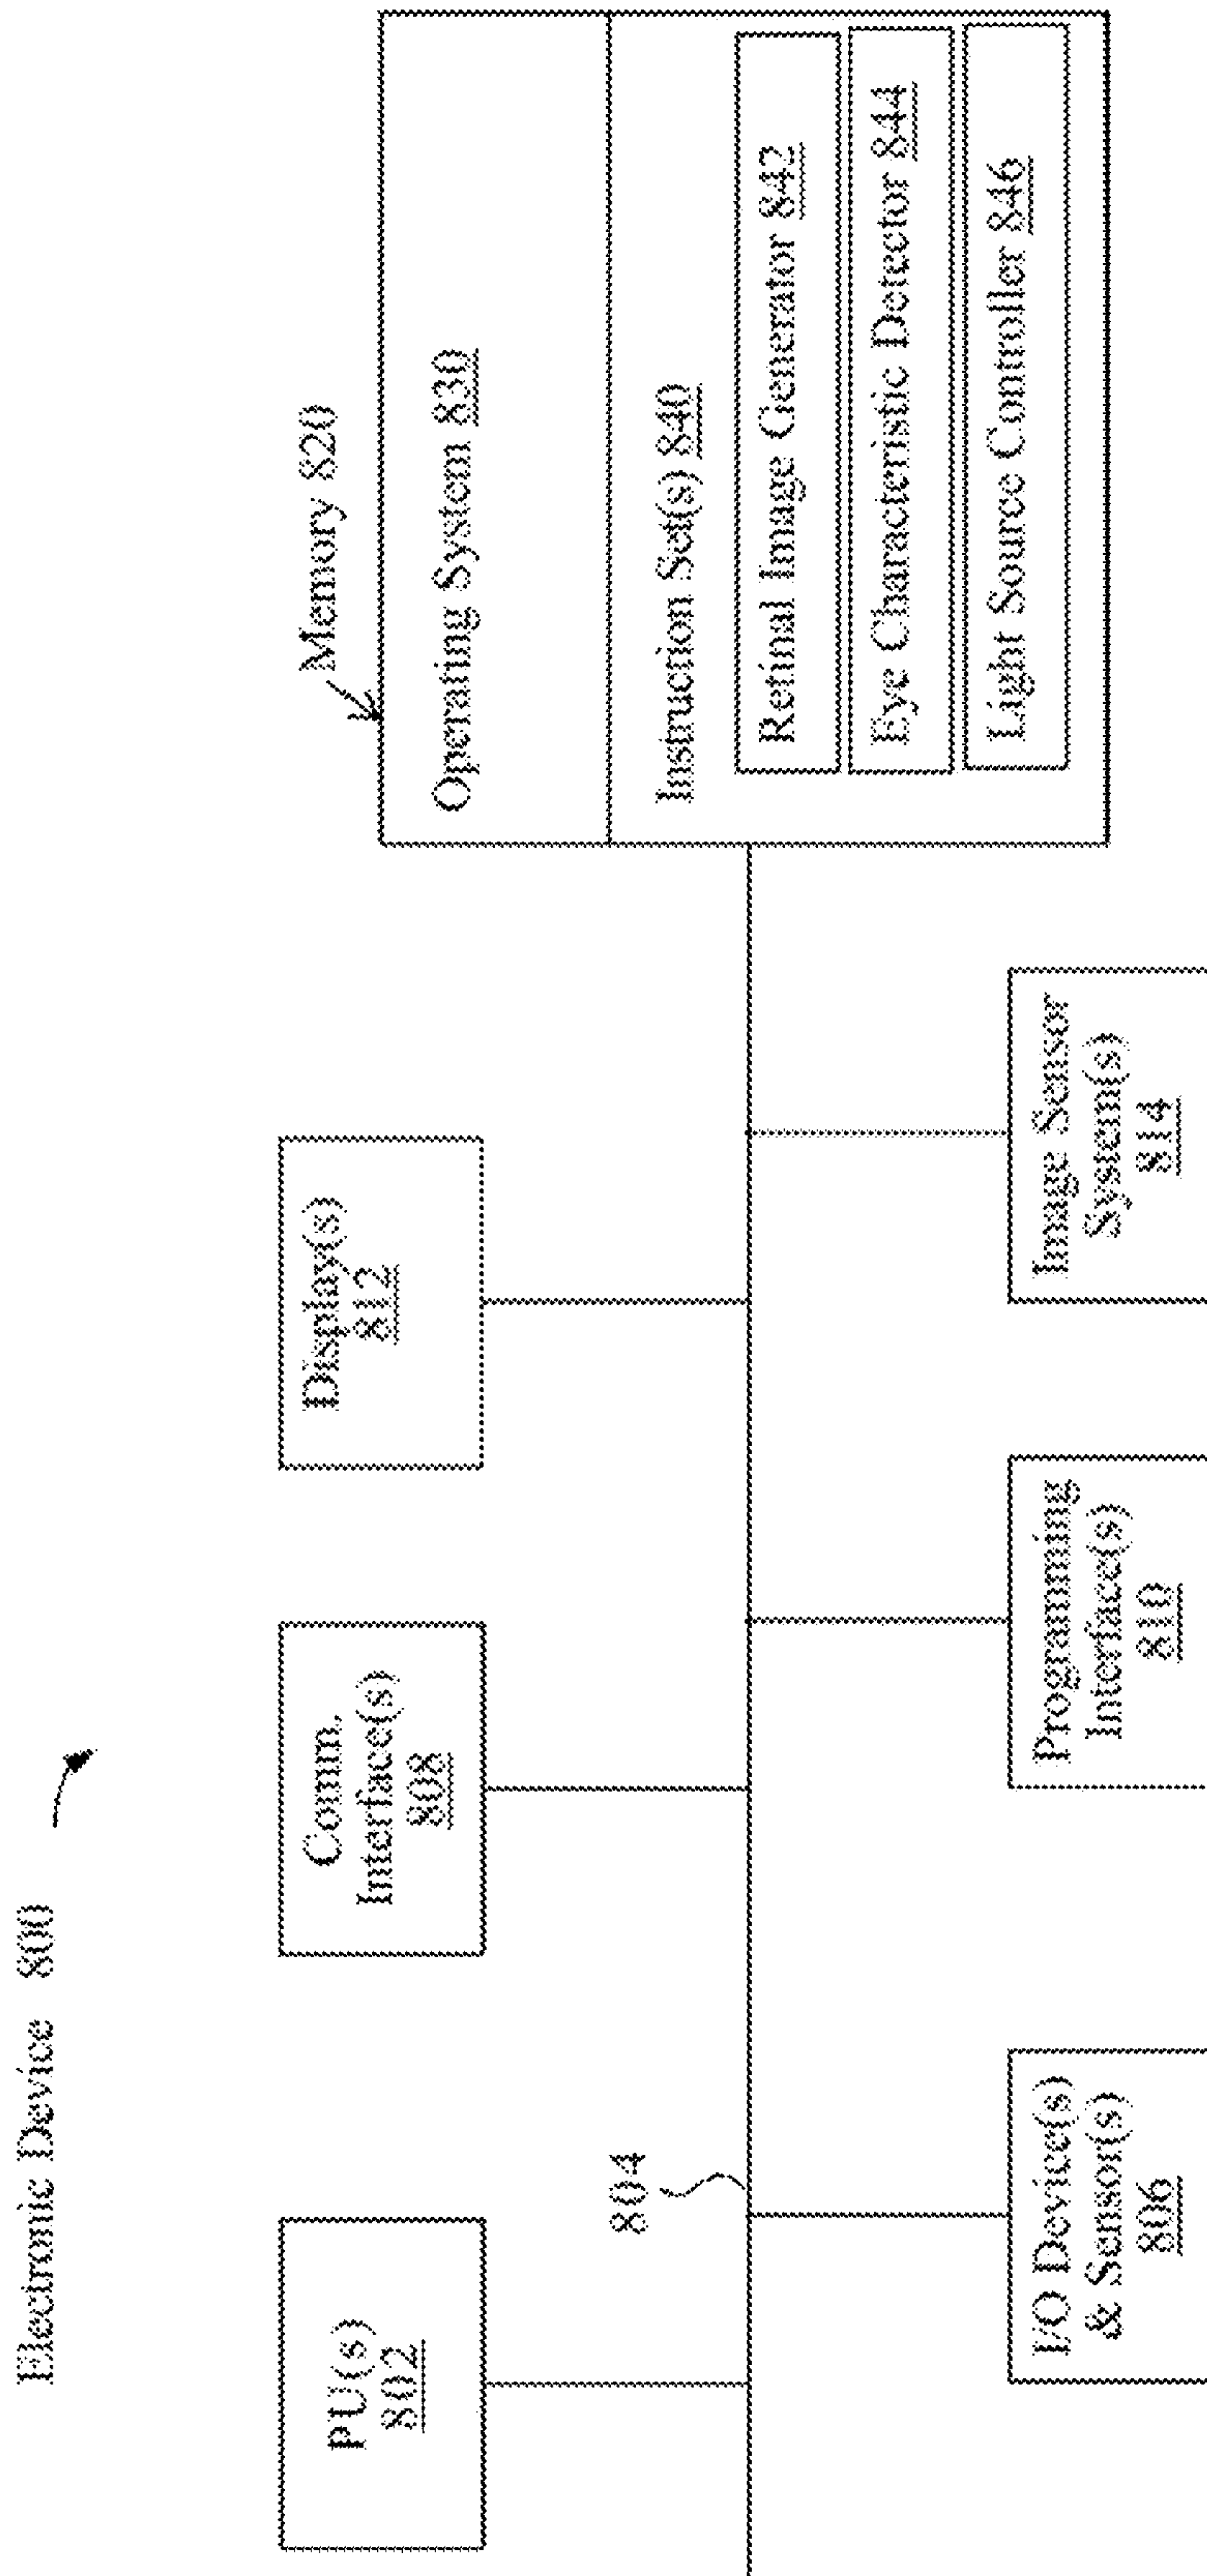 Electronic Device 800
PU(s)
802
Comm.
Interface(s)
808
Display(s)
812
Memory 820
Operating System 830
Instruction Set(s) 840
Retinal Image Generator 842
Eye Characteristic Detector 844
Light Source Controller 846
804
I/O Device(s)
& Sensor(s)
806
Programming
Interface(s)
810
Image Sensor
System(s)
814